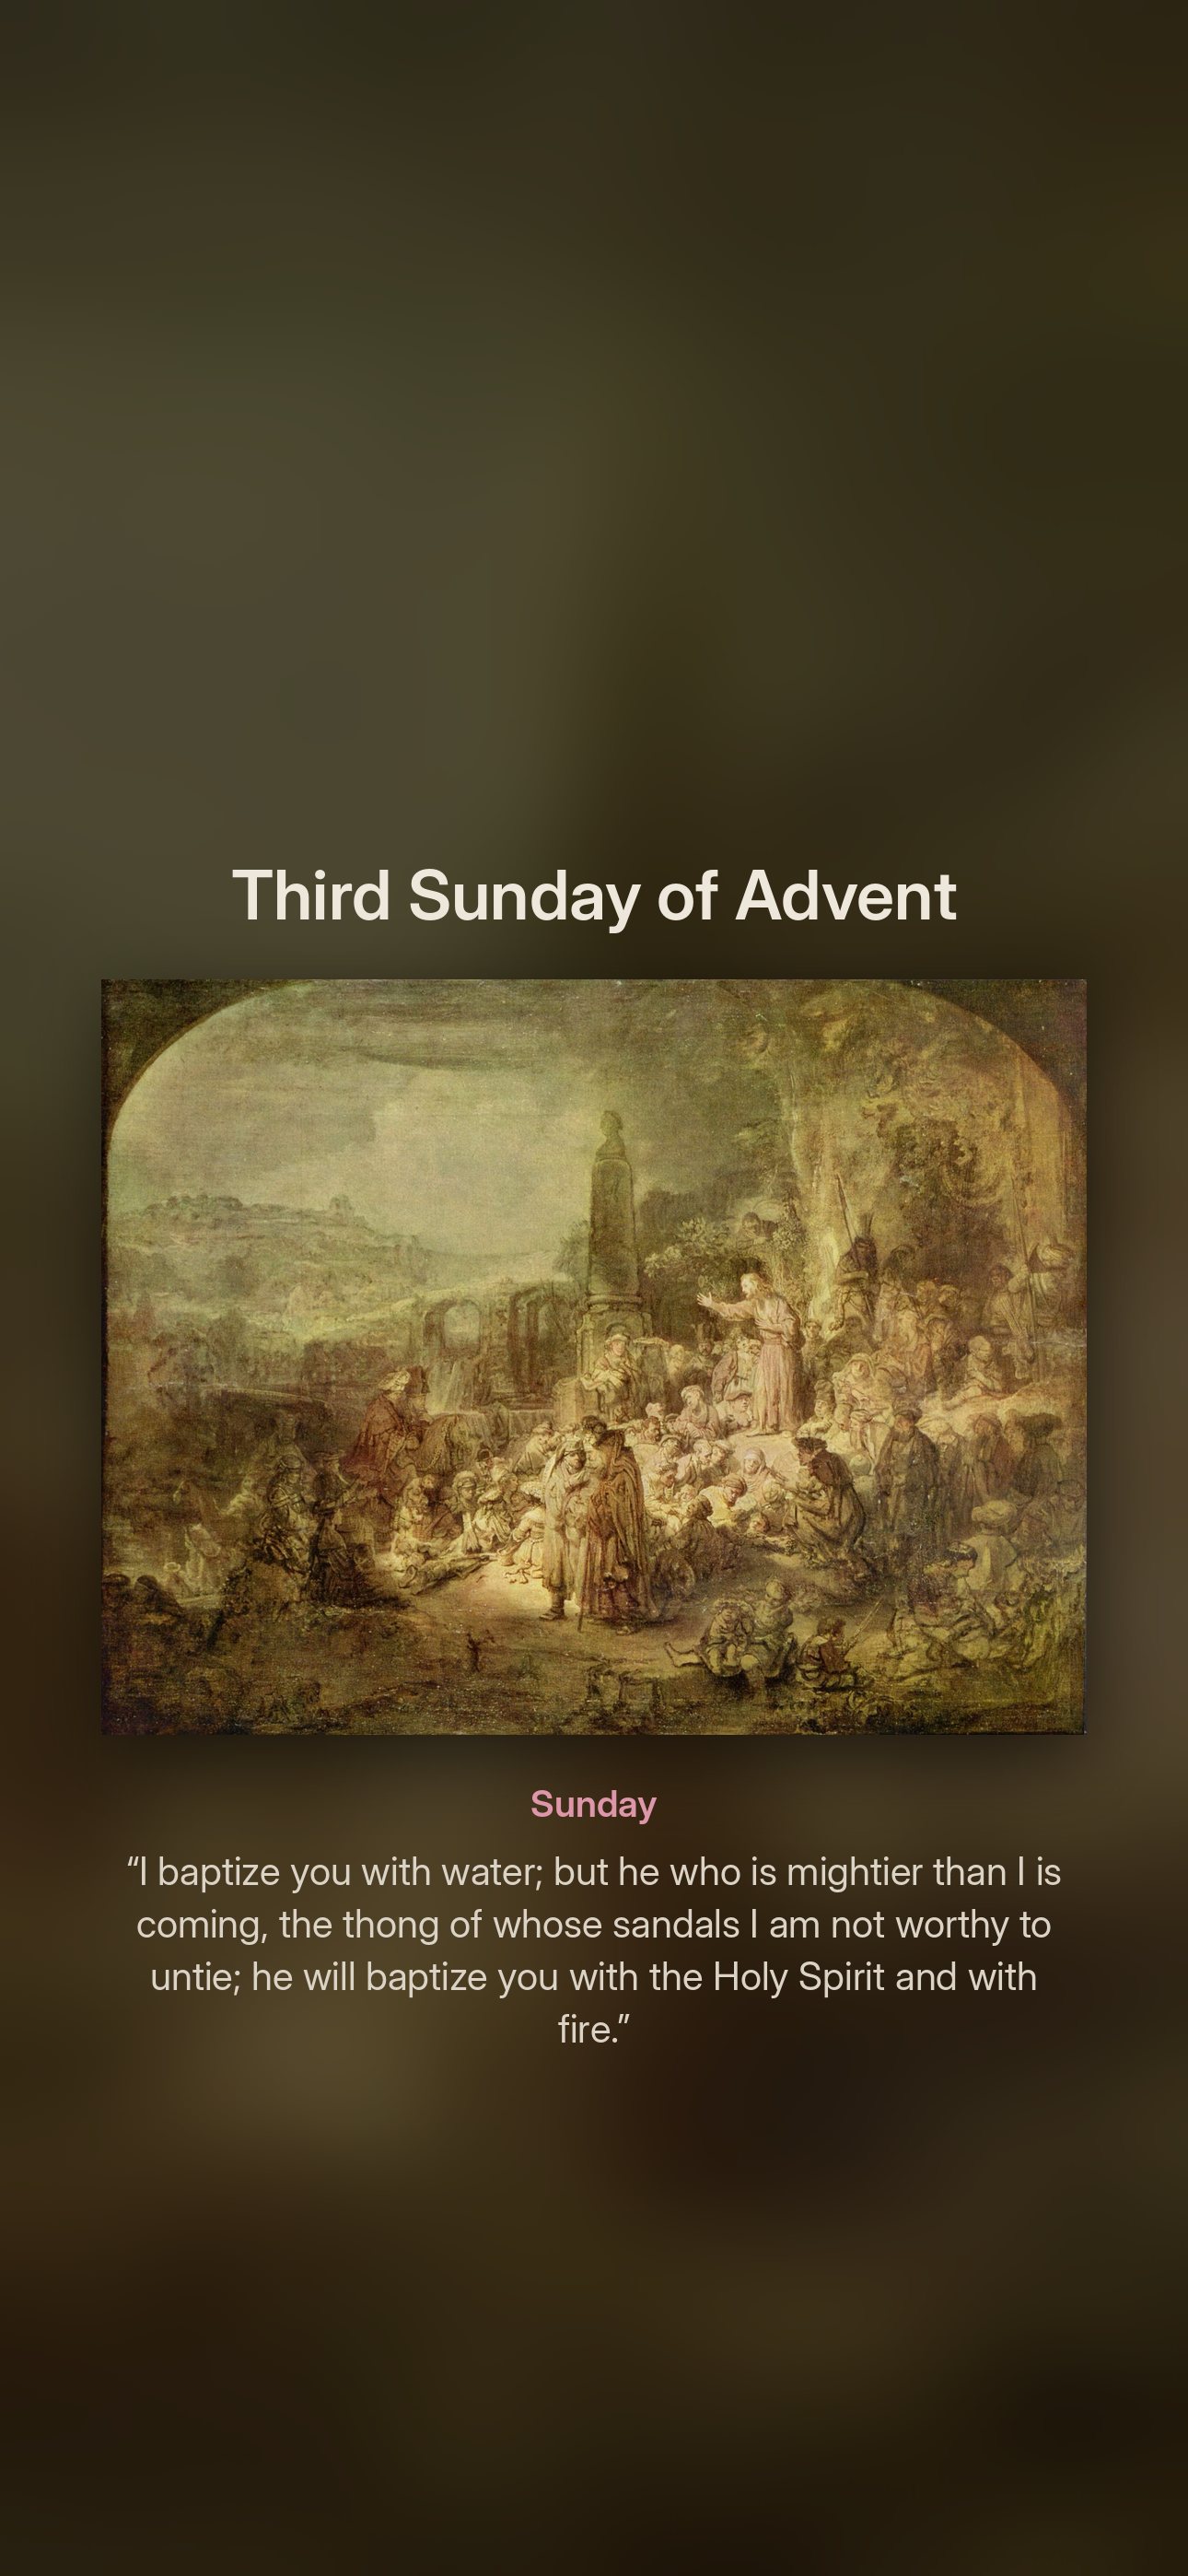 Third Sunday of Advent
Sunday
“I baptize you with water; but he who is mightier than I is
coming, the thong of whose sandals I am not worthy to
untie; he will baptize you with the Holy Spirit and with
fire.”